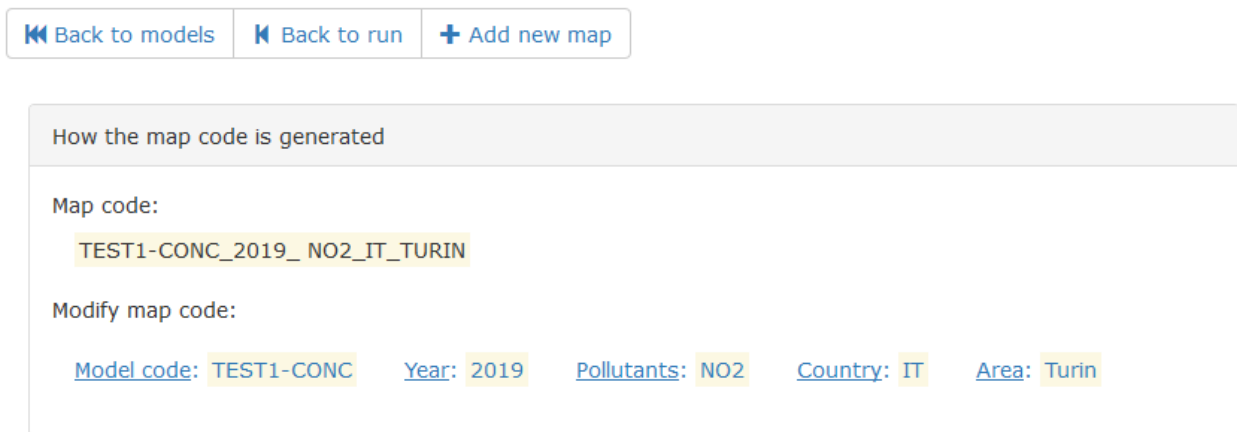 Back to models Back to run Add new map
How the map code is generated
Map code:
TEST1-CONC_2019_ NO2_IT_TURIN
Modify map code:
Model code: TEST1-CONC Year: 2019 Pollutants: NO2 Country: IT Area: Turin